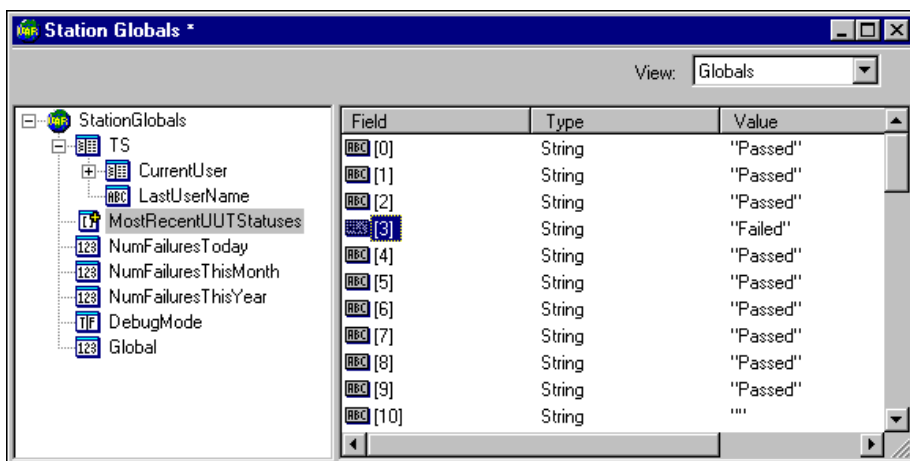 Station Globals *
View: Globals
StationGlobals
TS
CurrentUser
LastUserName
MostRecentUUTStatuses
NumFailuresToday
NumFailuresThisMonth
NumFailuresThisYear
DebugMode
Global
Field Type Value
[0] String "Passed"
[1] String "Passed"
[2] String "Passed"
[3] String "Failed"
[4] String "Passed"
[5] String "Passed"
[6] String "Passed"
[7] String "Passed"
[8] String "Passed"
[9] String "Passed"
[10] String ""